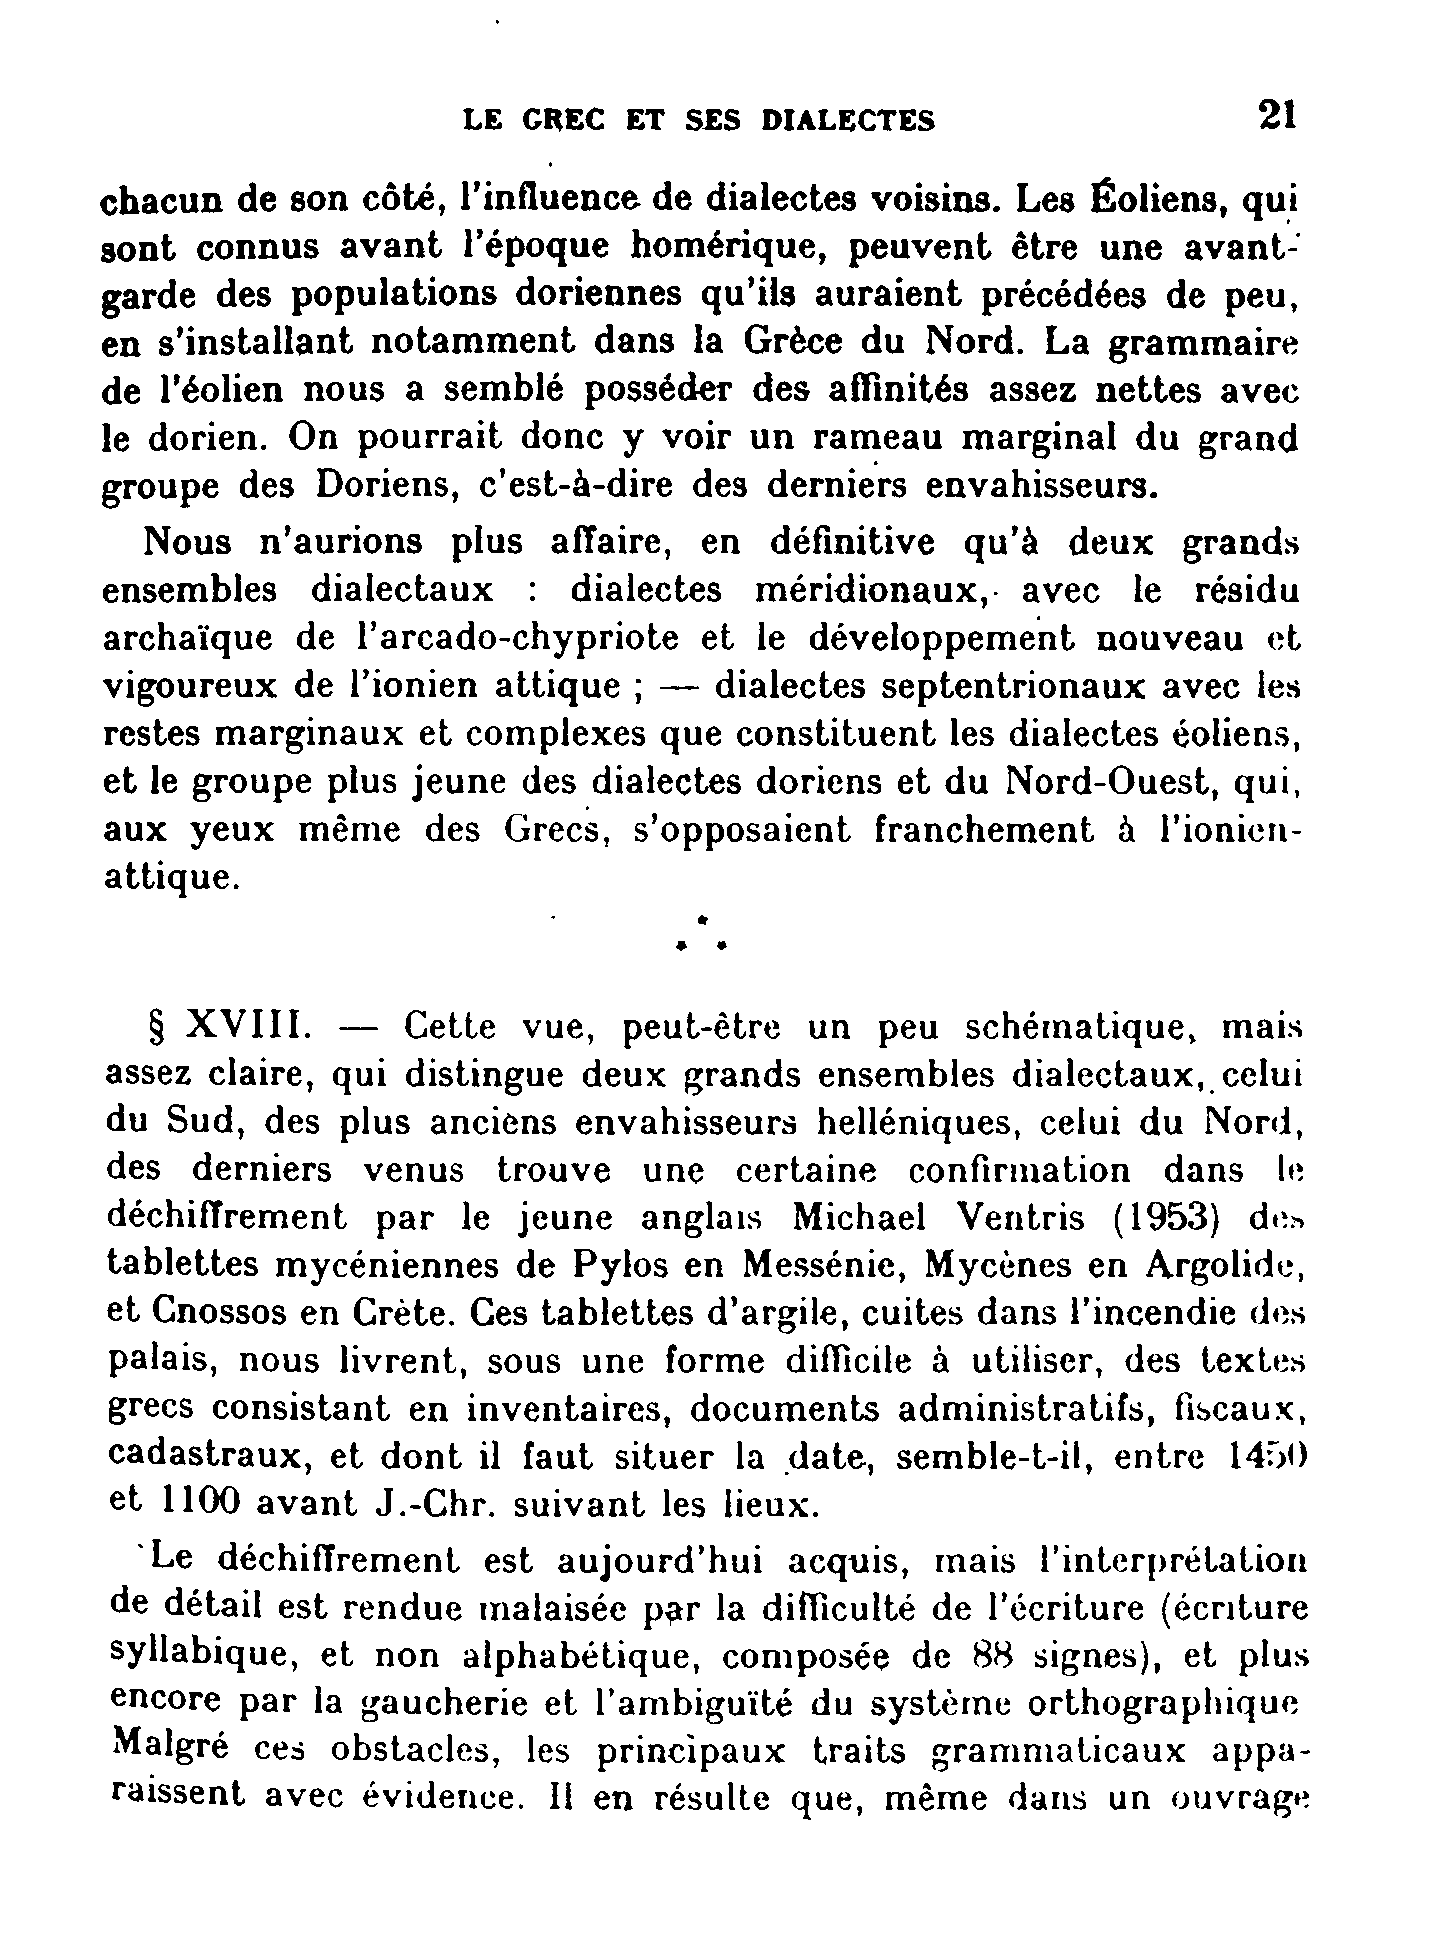 LE GREC ET SES DIALECTES 21
chacun de son côté, l'influence de dialectes voisins. Les Éoliens, qui
sont connus avant l'époque homérique, peuvent être une avant-
garde des populations doriennes qu'ils auraient précédées de peu,
en s'installant notamment dans la Grèce du Nord. La grammaire
de l'éolien nous a semblé posséder des affinités assez nettes avec
le dorien. On pourrait donc y voir un rameau marginal du grand
groupe des Doriens, c'est-à-dire des derniers envahisseurs.
Nous n'aurions plus affaire, en définitive qu'à deux grands
ensembles dialectaux : dialectes méridionaux, avec le résidu
archaïque de l'arcado-chypriote et le développement nouveau et
vigoureux de l'ionien attique ; — dialectes septentrionaux avec les
restes marginaux et complexes que constituent les dialectes éoliens,
et le groupe plus jeune des dialectes doriens et du Nord-Ouest, qui,
aux yeux même des Grecs, s'opposaient franchement à l'ionien-
attique.
* * *
§ XVIII. — Cette vue, peut-être un peu schématique, mais
assez claire, qui distingue deux grands ensembles dialectaux, celui
du Sud, des plus anciens envahisseurs helléniques, celui du Nord,
des derniers venus trouve une certaine confirmation dans le
déchiffrement par le jeune anglais Michael Ventris (1953) des
tablettes mycéniennes de Pylos en Messénie, Mycènes en Argolide,
et Cnossos en Crète. Ces tablettes d'argile, cuites dans l'incendie des
palais, nous livrent, sous une forme difficile à utiliser, des textes
grecs consistant en inventaires, documents administratifs, fiscaux,
cadastraux, et dont il faut situer la date, semble-t-il, entre 1450
et 1100 avant J.-Chr. suivant les lieux.
Le déchiffrement est aujourd'hui acquis, mais l'interprétation
de détail est rendue malaisée par la difficulté de l'écriture (écriture
syllabique, et non alphabétique, composée de 88 signes), et plus
encore par la gaucherie et l'ambiguïté du système orthographique
Malgré ces obstacles, les principaux traits grammaticaux appa-
raissent avec évidence. Il en résulte que, même dans un ouvrage